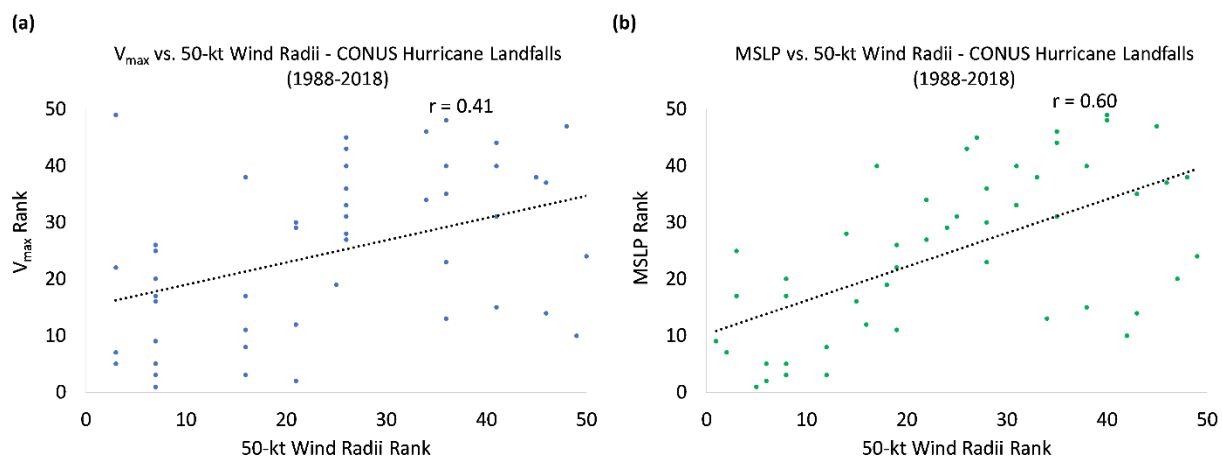 (a)
V_max vs. 50-kt Wind Radii - CONUS Hurricane Landfalls
(1988-2018)
r = 0.41
50
40
30
20
10
0
V_max Rank
0 10 20 30 40 50
50-kt Wind Radii Rank
(b)
MSLP vs. 50-kt Wind Radii - CONUS Hurricane Landfalls
(1988-2018)
r = 0.60
50
40
30
20
10
0
MSLP Rank
0 10 20 30 40 50
50-kt Wind Radii Rank